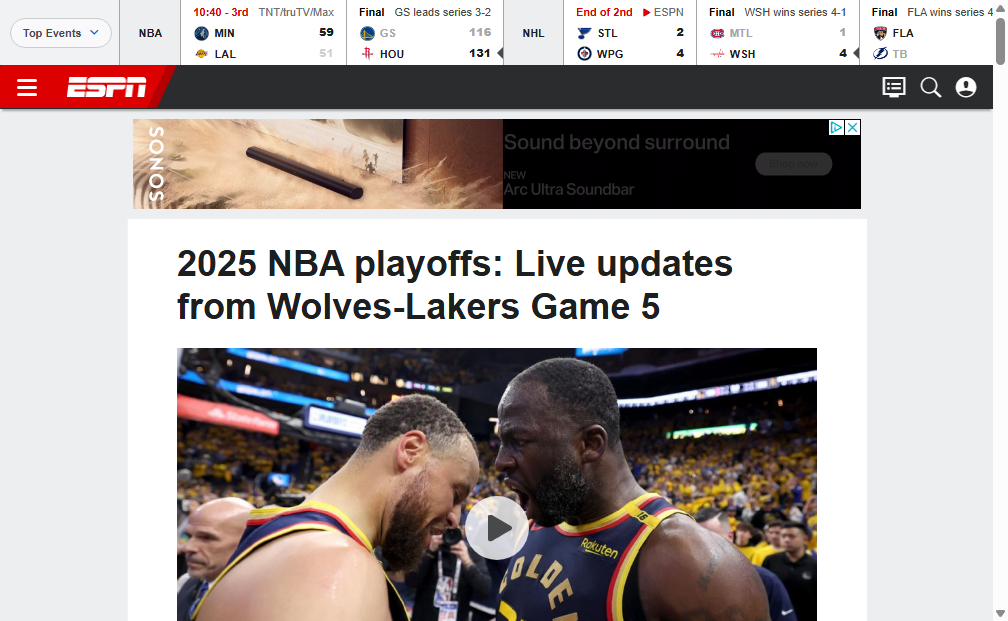 Top Events
NBA
10:40 - 3rd TNT/truTV/Max
MIN 59
LAL 51
Final GS leads series 3-2
GS 116
HOU 131
NHL
End of 2nd ESPN
STL 2
WPG 4
Final WSH wins series 4-1
MTL 1
WSH 4
Final FLA wins series 4
FLA
TB
ESPN
SONOS
Sound beyond surround
NEW
Arc Ultra Soundbar
Shop now
2025 NBA playoffs: Live updates
from Wolves-Lakers Game 5
State Farm
Rakuten
GOLDEN